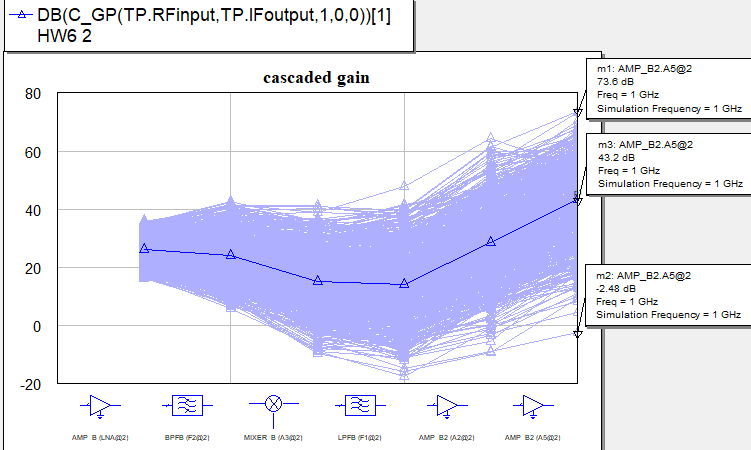 DB(C_GP(TP.RFinput,TP.IFoutput,1,0,0))[1]
HW6 2
cascaded gain
m1: AMP_B2.A5@2
73.6 dB
Freq = 1 GHz
Simulation Frequency = 1 GHz
m3: AMP_B2.A5@2
43.2 dB
Freq = 1 GHz
Simulation Frequency = 1 GHz
m2: AMP_B2.A5@2
-2.48 dB
Freq = 1 GHz
Simulation Frequency = 1 GHz
80
60
40
20
0
-20
AMP_B (LNA@2)
BPFB (F2@2)
MIXER_B (A3@2)
LPFB (F1@2)
AMP_B2 (A2@2)
AMP_B2 (A5@2)